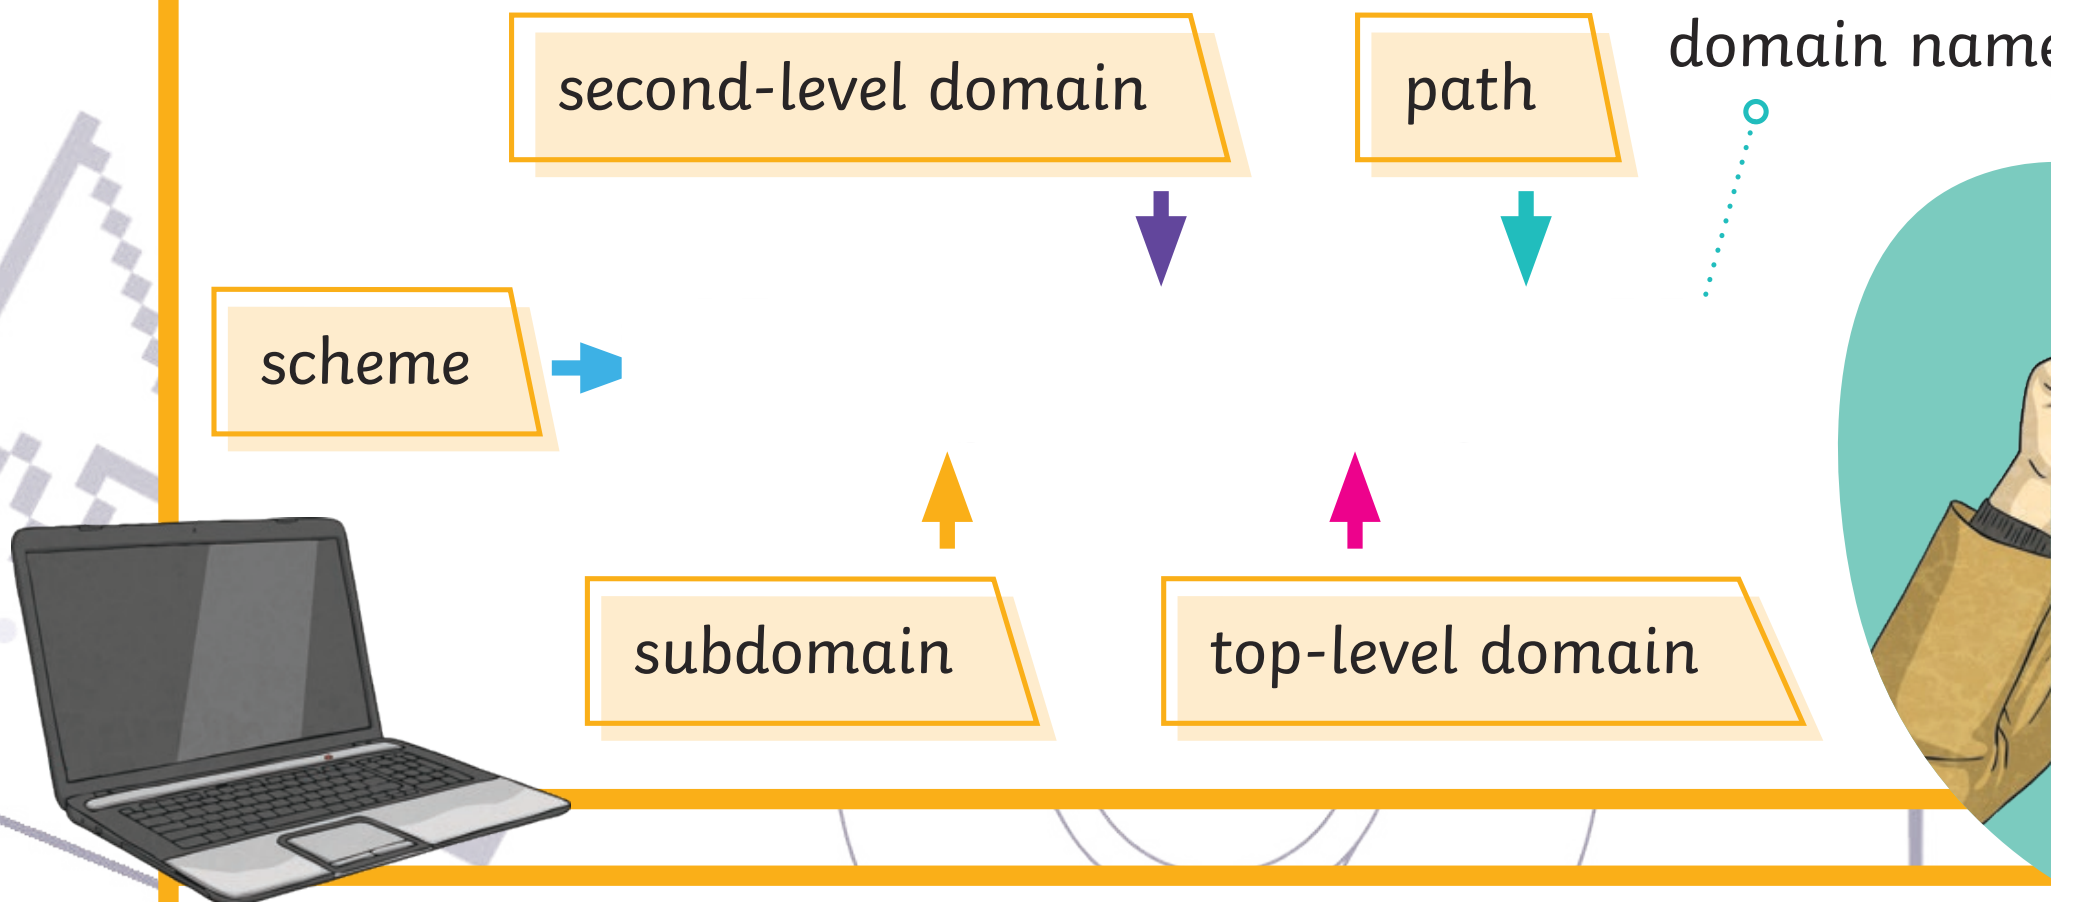 second-level domain
path
domain name
scheme
subdomain
top-level domain